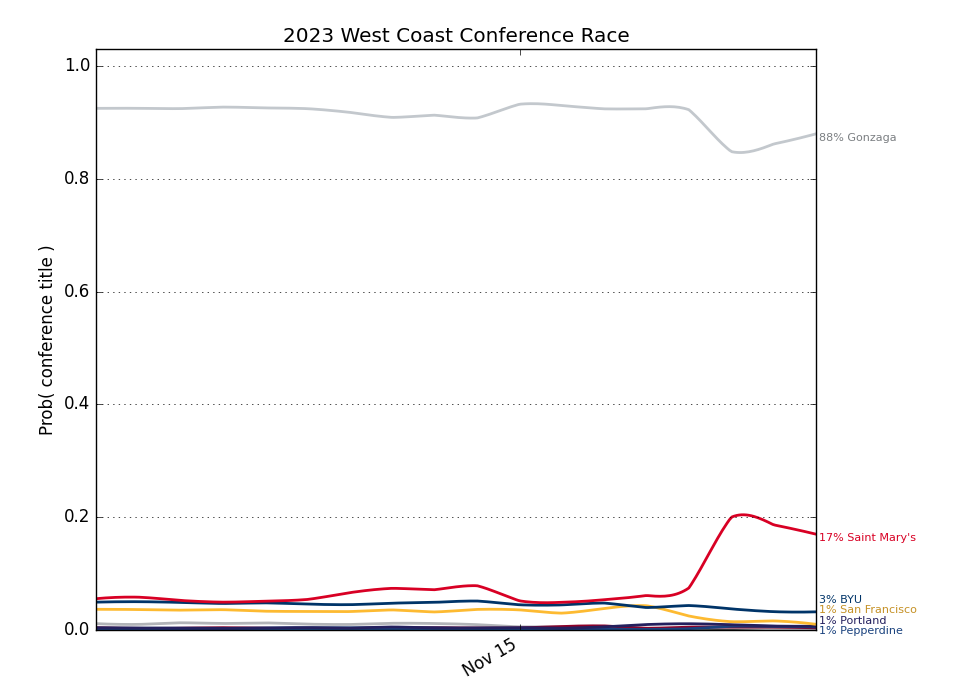 2023 West Coast Conference Race
1.0
0.8
0.6
0.4
0.2
0.0
Prob( conference title )
Nov 15
88% Gonzaga
17% Saint Mary's
3% BYU
1% San Francisco
1% Portland
1% Pepperdine